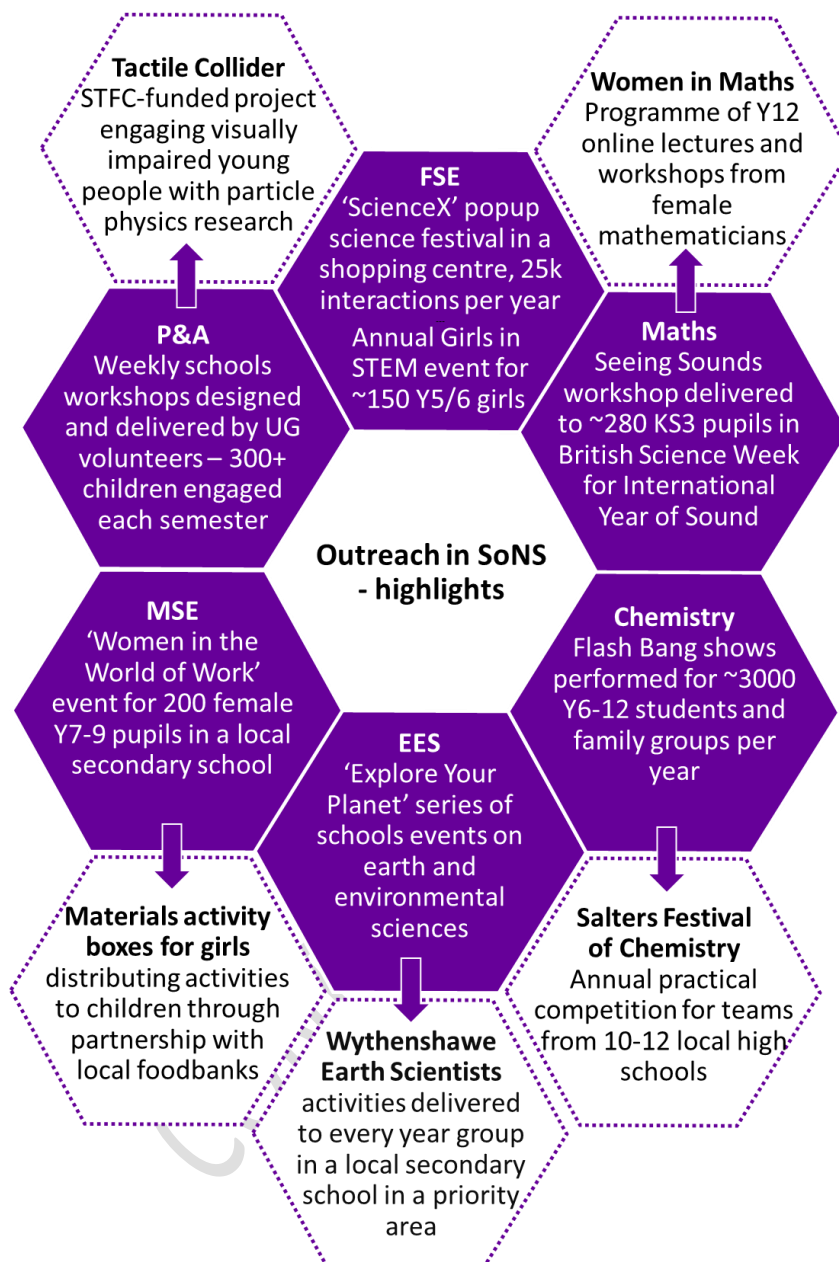 Tactile Collider
STFC-funded project
engaging visually
impaired young
people with particle
physics research
Women in Maths
Programme of Y12
online lectures and
workshops from
female
mathematicians
FSE
‘ScienceX’ popup
science festival in a
shopping centre, 25k
interactions per year
Annual Girls in
STEM event for
~150 Y5/6 girls
P&A
Weekly schools
workshops designed
and delivered by UG
volunteers – 300+
children engaged
each semester
Maths
Seeing Sounds
workshop delivered
to ~280 KS3 pupils in
British Science Week
for International
Year of Sound
Outreach in SoNS
- highlights
MSE
‘Women in the
World of Work’
event for 200 female
Y7-9 pupils in a local
secondary school
Chemistry
Flash Bang shows
performed for ~3000
Y6-12 students and
family groups per
year
EES
‘Explore Your
Planet’ series of
schools events on
earth and
environmental
sciences
Materials activity
boxes for girls
distributing activities
to children through
partnership with
local foodbanks
Salters Festival
of Chemistry
Annual practical
competition for teams
from 10-12 local high
schools
Wythenshawe
Earth Scientists
activities delivered
to every year group
in a local secondary
school in a priority
area